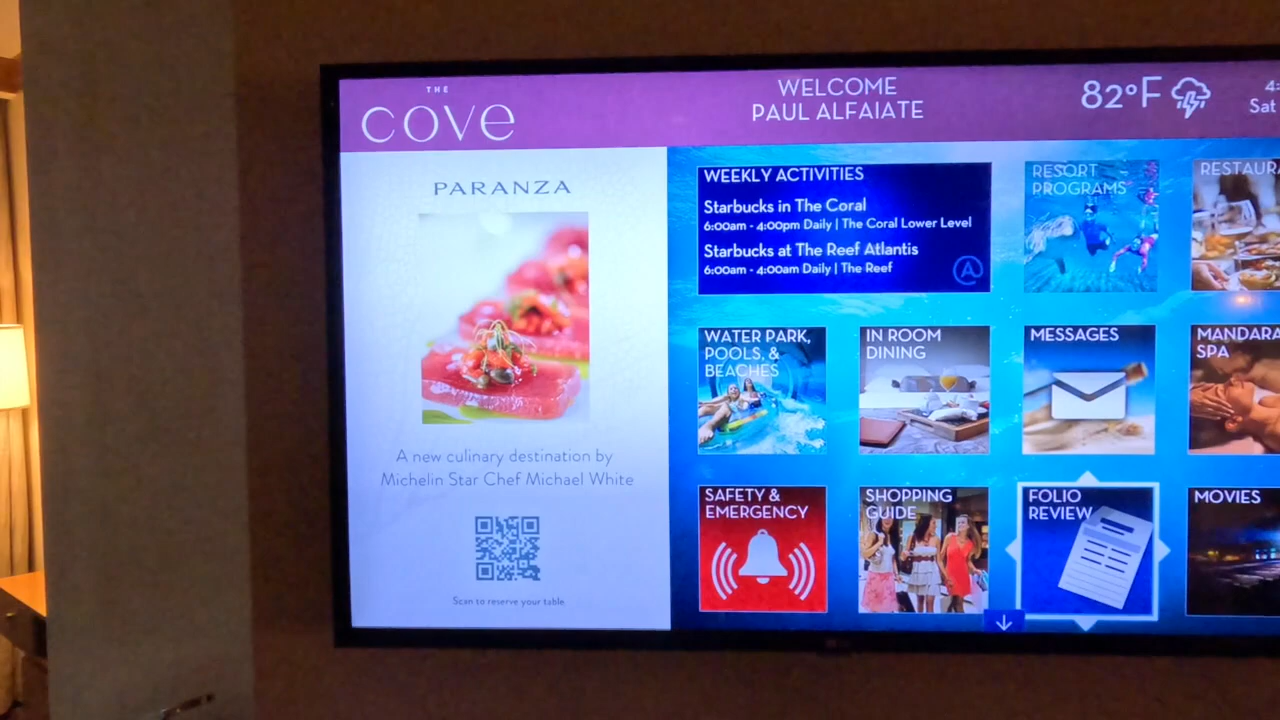 THE
COVE
WELCOME
PAUL ALFAIATE
82°F
Sat
PARANZA
A new culinary destination by
Michelin Star Chef Michael White
Scan to reserve your table.
WEEKLY ACTIVITIES
Starbucks in The Coral
6:00am - 4:00pm Daily | The Coral Lower Level
Starbucks at The Reef Atlantis
6:00am - 4:00am Daily | The Reef
A
RESORT
PROGRAMS
RESTAUR
WATER PARK,
POOLS, &
BEACHES
IN ROOM
DINING
MESSAGES
MANDARA
SPA
SAFETY &
EMERGENCY
SHOPPING
GUIDE
FOLIO
REVIEW
MOVIES